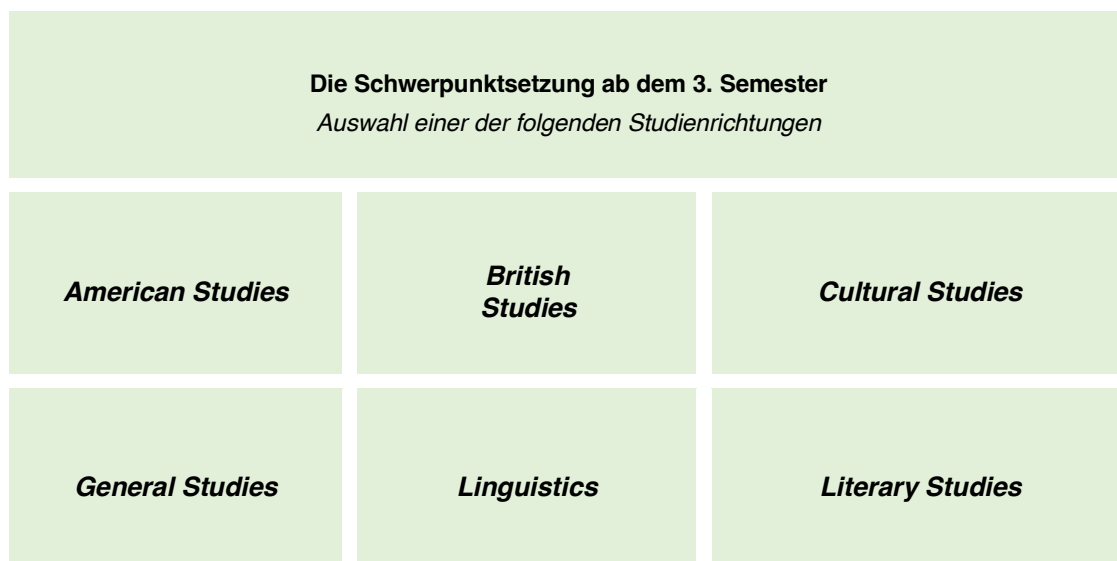 Die Schwerpunktsetzung ab dem 3. Semester
Auswahl einer der folgenden Studienrichtungen
American Studies
British
Studies
Cultural Studies
General Studies
Linguistics
Literary Studies